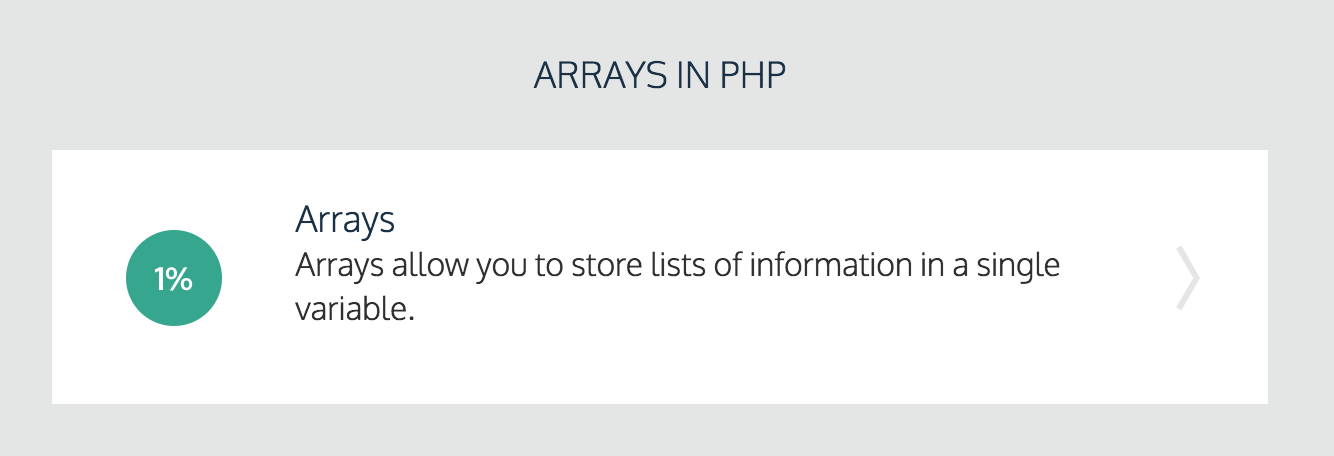 ARRAYS IN PHP
Arrays
Arrays allow you to store lists of information in a single
variable.
1%